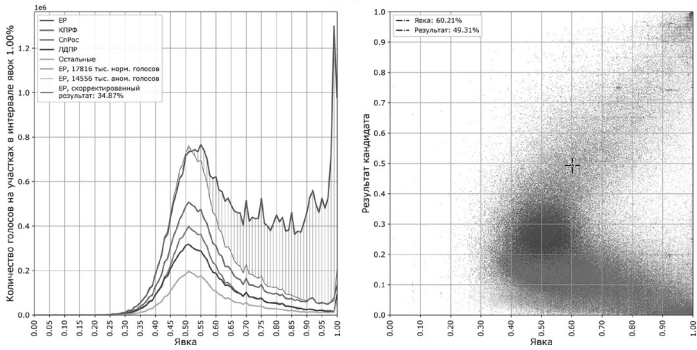 1e6
ЕР
КПРФ
СпРос
ЛДПР
Остальные
ЕР, 17816 тыс. норм. голосов
ЕР, 14556 тыс. аном. голосов
ЕР, скорректированный
результат: 34.87%
Количество голосов на участках в интервале явок 1.00%
1.2
1.0
0.8
0.6
0.4
0.2
0.0
0.00 0.05 0.10 0.15 0.20 0.25 0.30 0.35 0.40 0.45 0.50 0.55 0.60 0.65 0.70 0.75 0.80 0.85 0.90 0.95 1.00
Явка
Явка: 60.21%
Результат: 49.31%
Результат кандидата
1.0
0.9
0.8
0.7
0.6
0.5
0.4
0.3
0.2
0.1
0.0
0.00 0.10 0.20 0.30 0.40 0.50 0.60 0.70 0.80 0.90 1.00
Явка